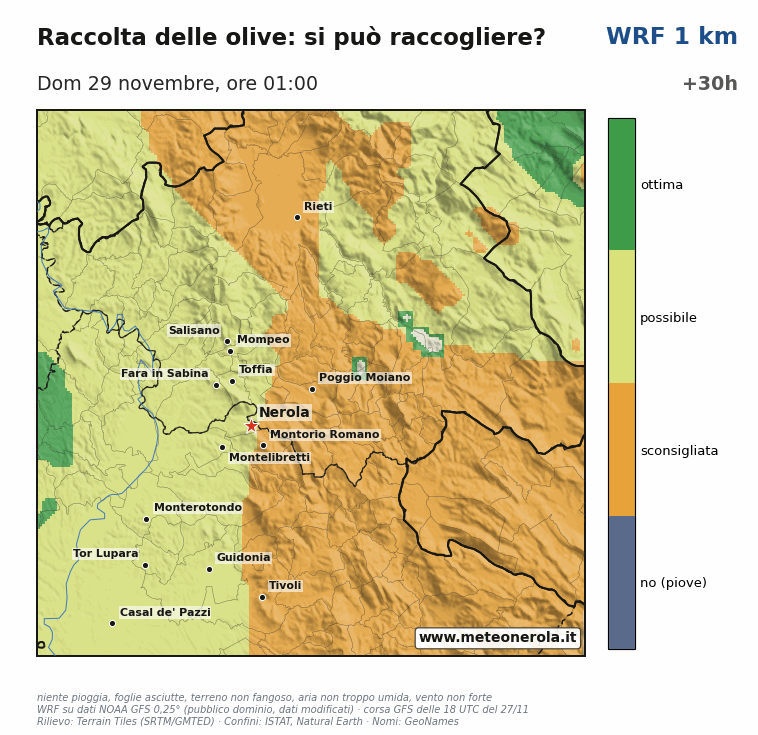 Raccolta delle olive: si può raccogliere?
WRF 1 km
Dom 29 novembre, ore 01:00
+30h
ottima
possibile
sconsigliata
no (piove)
Rieti
Salisano
Mompeo
Fara in Sabina
Toffia
Poggio Moiano
Nerola
Montorio Romano
Montelibretti
Monterotondo
Tor Lupara
Guidonia
Tivoli
Casal de' Pazzi
www.meteonerola.it
niente pioggia, foglie asciutte, terreno non fangoso, aria non troppo umida, vento non forte
WRF su dati NOAA GFS 0,25° (pubblico dominio, dati modificati) · corsa GFS delle 18 UTC del 27/11
Rilievo: Terrain Tiles (SRTM/GMTED) · Confini: ISTAT, Natural Earth · Nomi: GeoNames